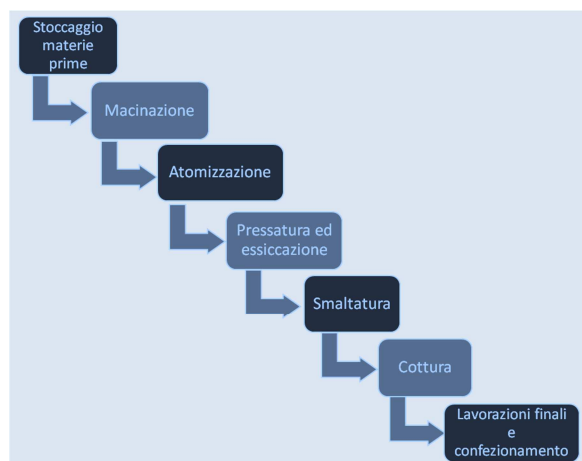 Stoccaggio
materie
prime
Macinazione
Atomizzazione
Pressatura ed
essiccazione
Smaltatura
Cottura
Lavorazioni finali
e
confezionamento